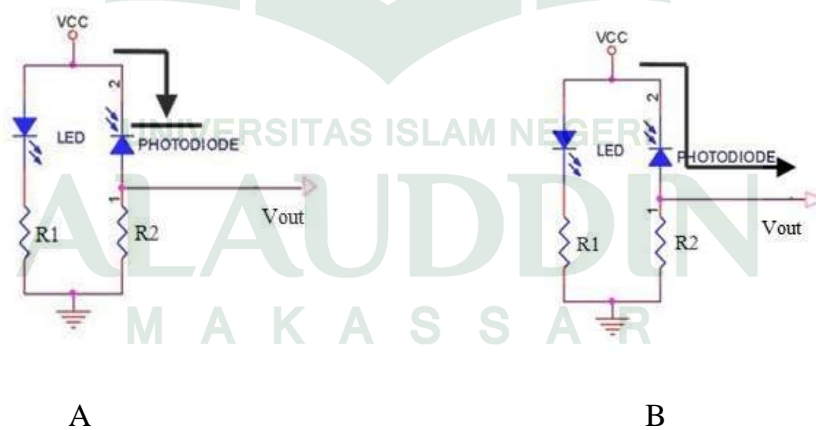 VCC
2
LED
PHOTODIODE
1
Vout
R1
R2
VCC
2
LED
PHOTODIODE
1
Vout
R1
R2
UNIVERSITAS ISLAM NEGERI
ALAUDDIN
MAKASSAR
A
B